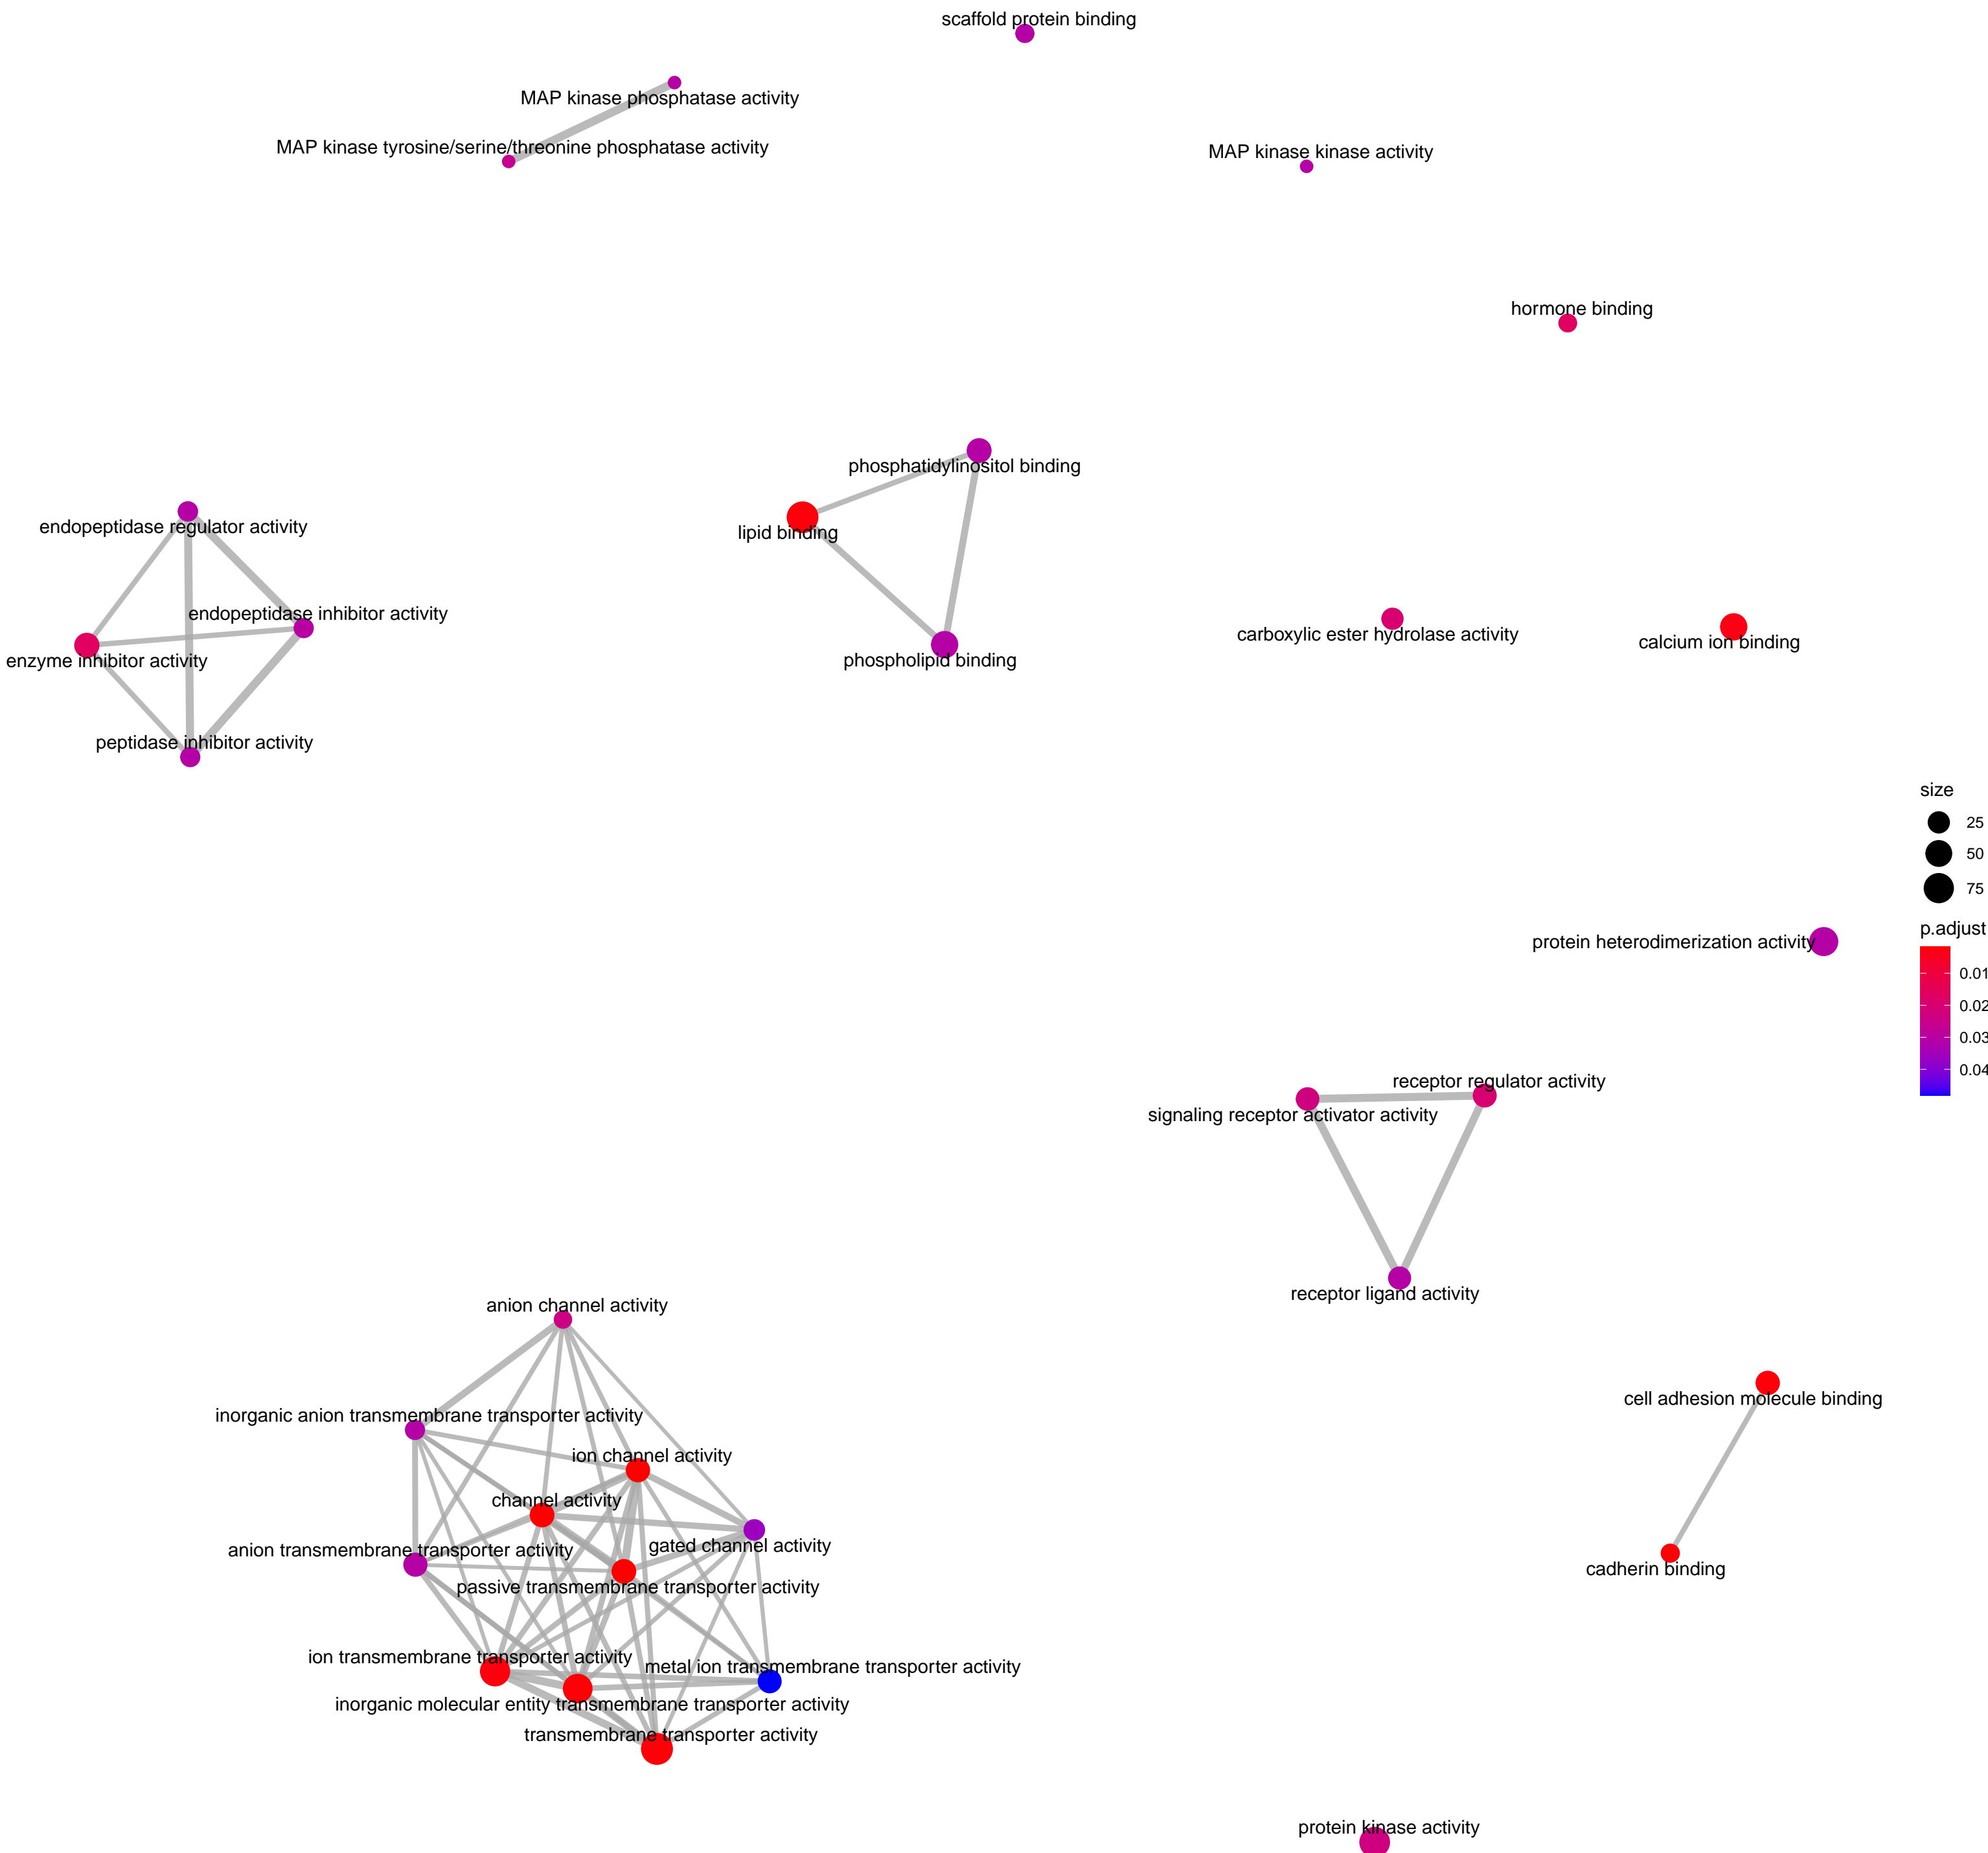 scaffold protein binding
MAP kinase phosphatase activity
MAP kinase tyrosine/serine/threonine phosphatase activity
MAP kinase kinase activity
hormone binding
phosphatidylinositol binding
endopeptidase regulator activity
lipid binding
endopeptidase inhibitor activity
carboxylic ester hydrolase activity
calcium ion binding
enzyme inhibitor activity
phospholipid binding
peptidase inhibitor activity
size
25
50
75
p.adjust
0.01
0.02
0.03
0.04
protein heterodimerization activity
receptor regulator activity
signaling receptor activator activity
receptor ligand activity
anion channel activity
cell adhesion molecule binding
inorganic anion transmembrane transporter activity
ion channel activity
channel activity
gated channel activity
anion transmembrane transporter activity
cadherin binding
passive transmembrane transporter activity
ion transmembrane transporter activity
metal ion transmembrane transporter activity
inorganic molecular entity transmembrane transporter activity
transmembrane transporter activity
protein kinase activity